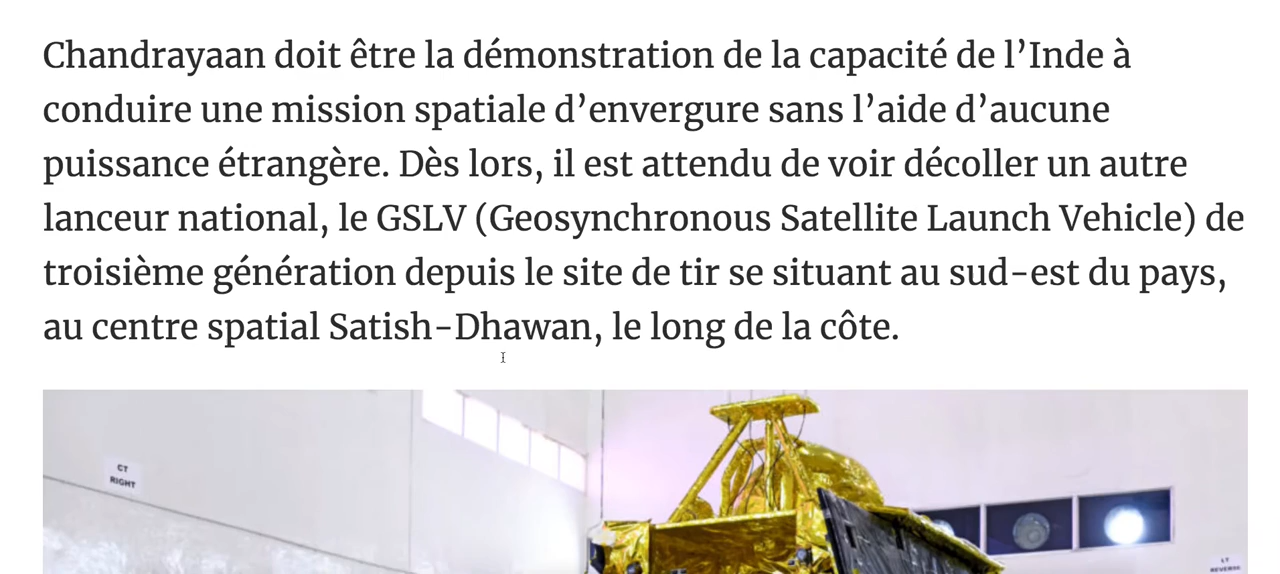 Chandrayaan doit être la démonstration de la capacité de l’Inde à
conduire une mission spatiale d’envergure sans l’aide d’aucune
puissance étrangère. Dès lors, il est attendu de voir décoller un autre
lanceur national, le GSLV (Geosynchronous Satellite Launch Vehicle) de
troisième génération depuis le site de tir se situant au sud-est du pays,
au centre spatial Satish-Dhawan, le long de la côte.
CT
RIGHT
LT
REVERSE